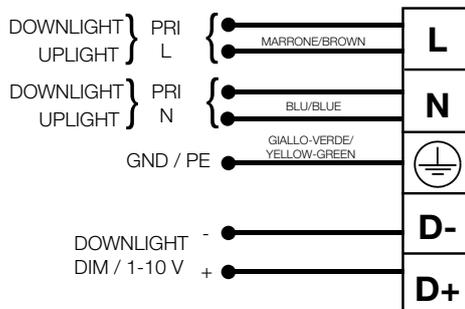 DOWNLIGHT } PRI { MARRONE/BROWN L
UPLIGHT L
DOWNLIGHT } PRI { BLU/BLUE N
UPLIGHT N
GND / PE GIALLO-VERDE/
YELLOW-GREEN
DOWNLIGHT - D-
DIM / 1-10 V + D+